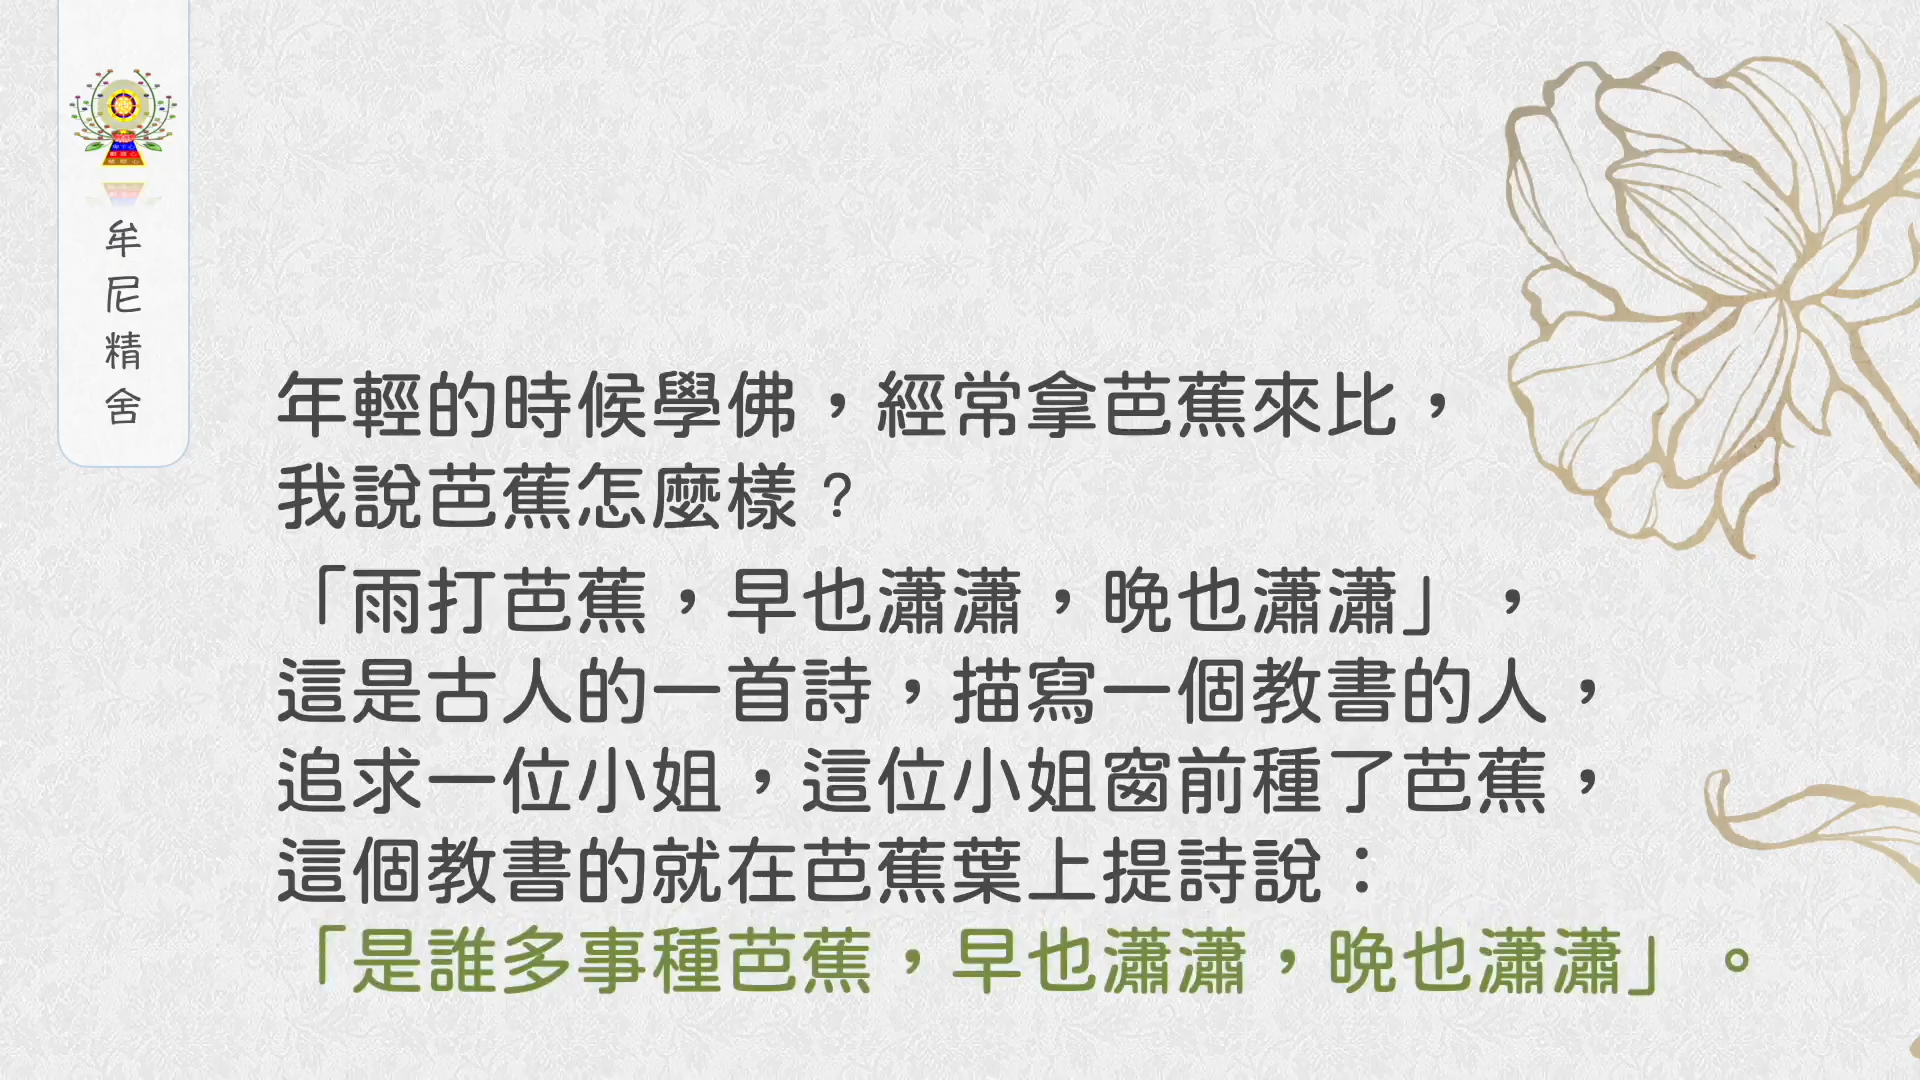 牟尼精舍
年輕的時候學佛，經常拿芭蕉來比，
我說芭蕉怎麼樣？
「雨打芭蕉，早也瀟瀟，晚也瀟瀟」，
這是古人的一首詩，描寫一個教書的人，
追求一位小姐，這位小姐窗前種了芭蕉，
這個教書的就在芭蕉葉上提詩說：
「是誰多事種芭蕉，早也瀟瀟，晚也瀟瀟」。